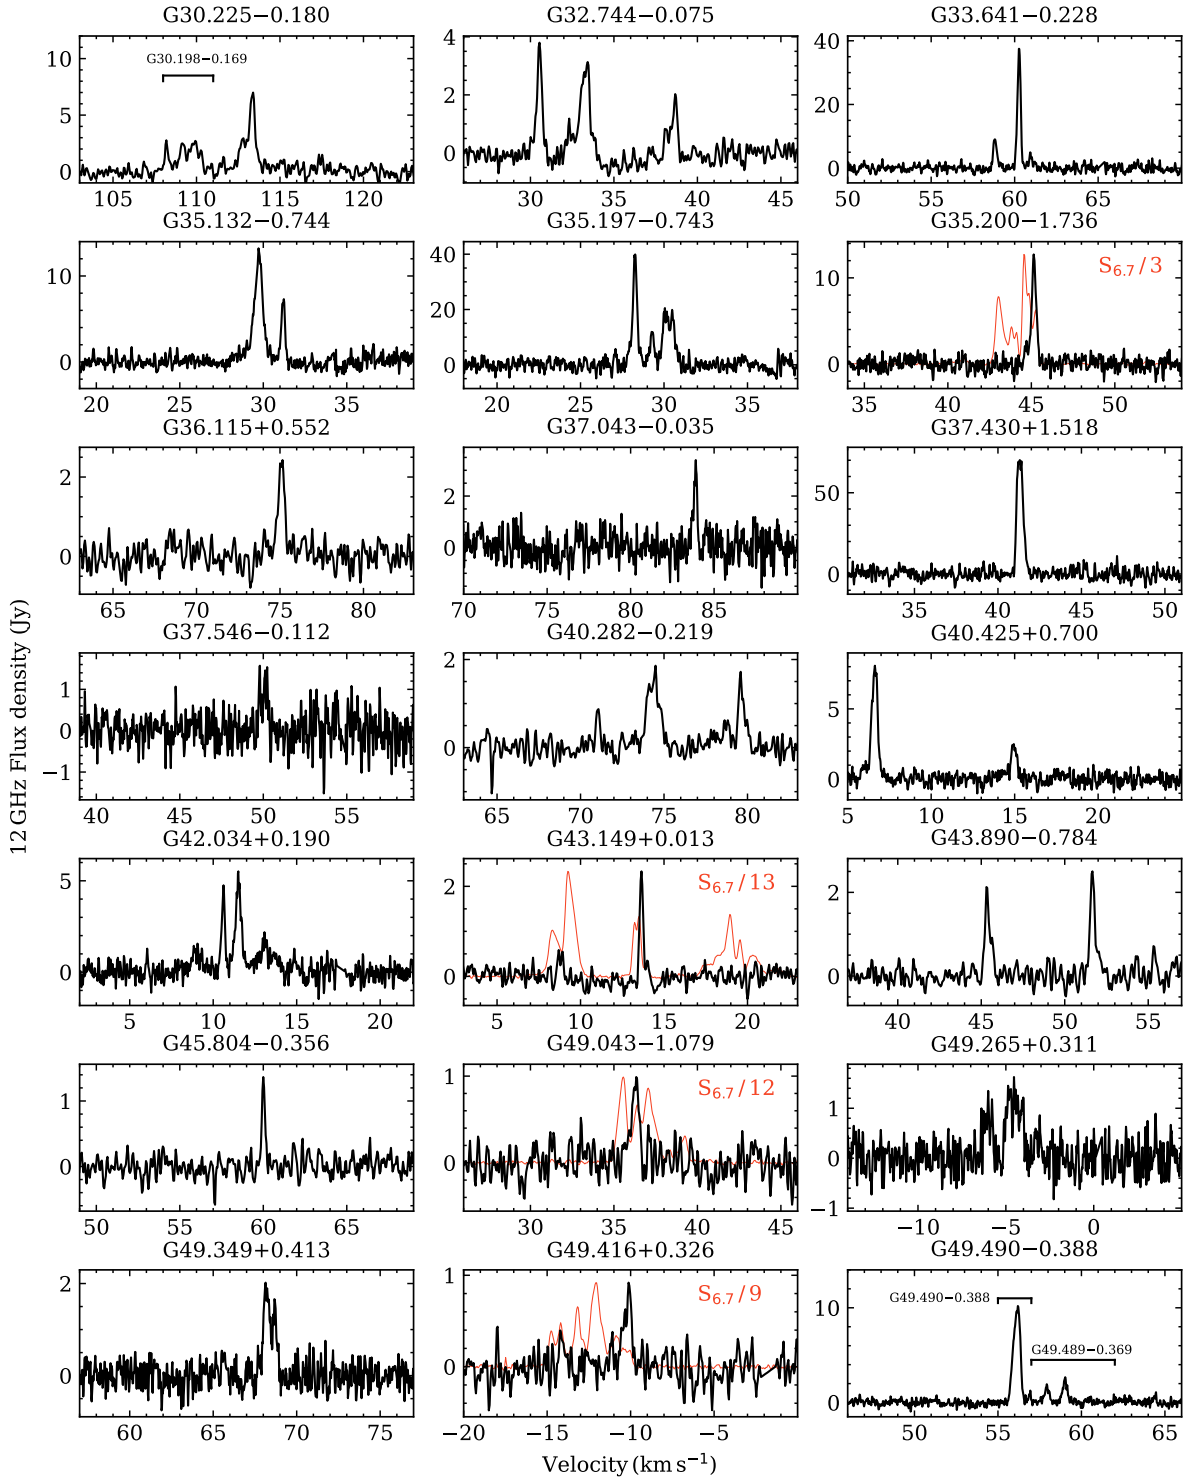 G30.225−0.180 G32.744−0.075 G33.641−0.228
G30.198−0.169
10 5 0 4 2 0 40 20 0
105 110 115 120 30 35 40 45 50 55 60 65
G35.132−0.744 G35.197−0.743 G35.200−1.736
S6.7/3
10 0 40 20 0 10 0
20 25 30 35 20 25 30 35 35 40 45 50
G36.115+0.552 G37.043−0.035 G37.430+1.518
2 0 2 0 50 0
65 70 75 80 70 75 80 85 35 40 45 50
G37.546−0.112 G40.282−0.219 G40.425+0.700
1 0 −1 2 0 5 0
40 45 50 55 65 70 75 80 5 10 15 20
G42.034+0.190 G43.149+0.013 G43.890−0.784
S6.7/13
5 0 2 0 2 0
5 10 15 20 5 10 15 20 40 45 50 55
G45.804−0.356 G49.043−1.079 G49.265+0.311
S6.7/12
1 0 1 0 1 0 −1
50 55 60 65 30 35 40 45 −10 −5 0
G49.349+0.413 G49.416+0.326 G49.490−0.388
S6.7/9
G49.490−0.388
G49.489−0.369
2 0 1 0 10 0
60 65 70 75 −20 −15 −10 −5 50 55 60 65
12 GHz Flux density (Jy)
Velocity (km s−1)